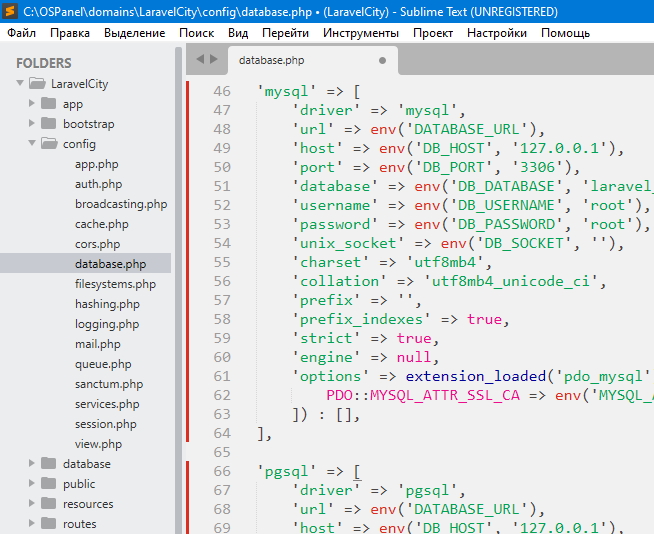 C:\OSPanel\domains\LaravelCity\config\database.php • (LaravelCity) - Sublime Text (UNREGISTERED)
Файл Правка Выделение Поиск Вид Перейти Инструменты Проект Настройки Помощь
FOLDERS
LaravelCity
app
bootstrap
config
app.php
auth.php
broadcasting.php
cache.php
cors.php
database.php
filesystems.php
hashing.php
logging.php
mail.php
queue.php
sanctum.php
services.php
session.php
view.php
database
public
resources
routes
database.php
46 'mysql' => [
47 'driver' => 'mysql',
48 'url' => env('DATABASE_URL'),
49 'host' => env('DB_HOST', '127.0.0.1'),
50 'port' => env('DB_PORT', '3306'),
51 'database' => env('DB_DATABASE', 'laravel_
52 'username' => env('DB_USERNAME', 'root'),
53 'password' => env('DB_PASSWORD', 'root'),
54 'unix_socket' => env('DB_SOCKET', ''),
55 'charset' => 'utf8mb4',
56 'collation' => 'utf8mb4_unicode_ci',
57 'prefix' => '',
58 'prefix_indexes' => true,
59 'strict' => true,
60 'engine' => null,
61 'options' => extension_loaded('pdo_mysql'
62 PDO::MYSQL_ATTR_SSL_CA => env('MYSQL_A
63 ]) : [],
64 ],
65
66 'pgsql' => [
67 'driver' => 'pgsql',
68 'url' => env('DATABASE_URL'),
69 'host' => env('DB_HOST', '127.0.0.1'),